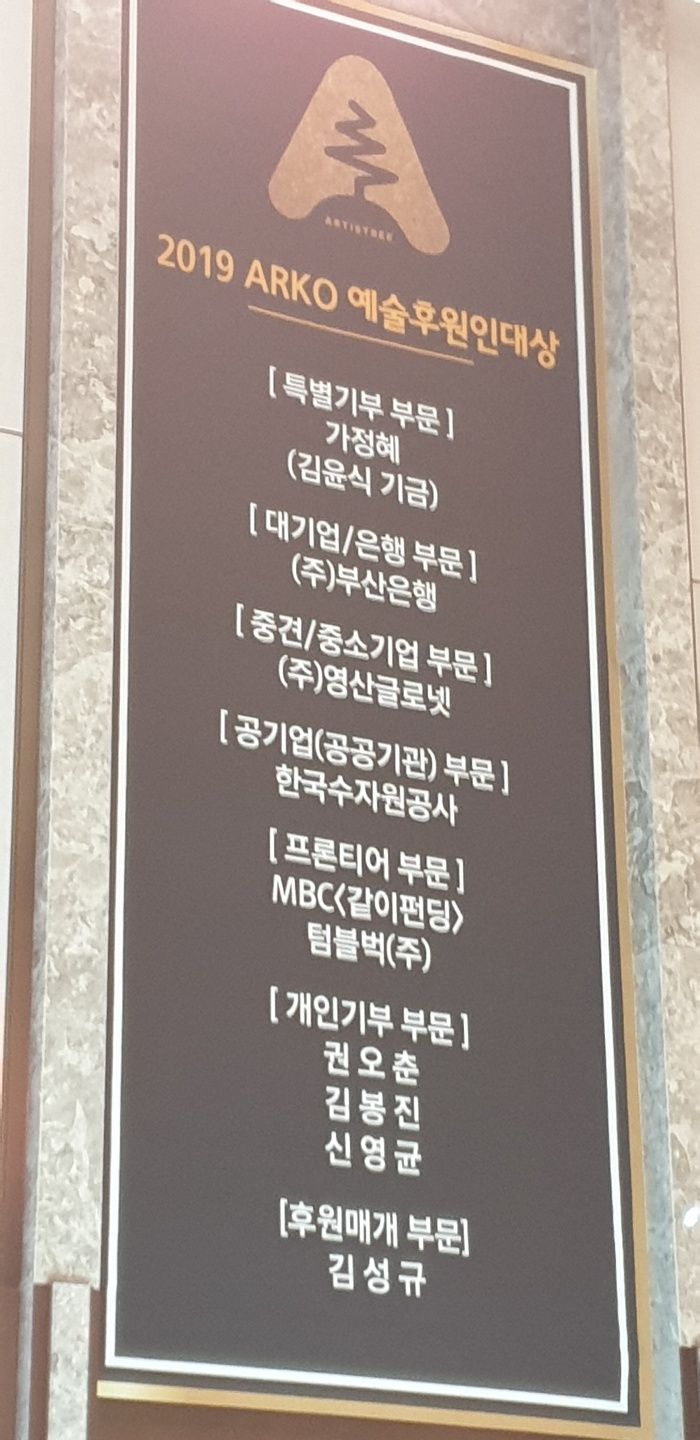 ARTISTREE
2019 ARKO 예술후원인대상
[ 특별기부 부문 ]
가정혜
(김윤식 기금)
[ 대기업/은행 부문 ]
(주)부산은행
[ 중견/중소기업 부문 ]
(주)영산글로넷
[ 공기업(공공기관) 부문 ]
한국수자원공사
[ 프론티어 부문 ]
MBC<같이펀딩>
텀블벅(주)
[ 개인기부 부문 ]
권 오 춘
김 봉 진
신 영 균
[후원매개 부문]
김 성 규